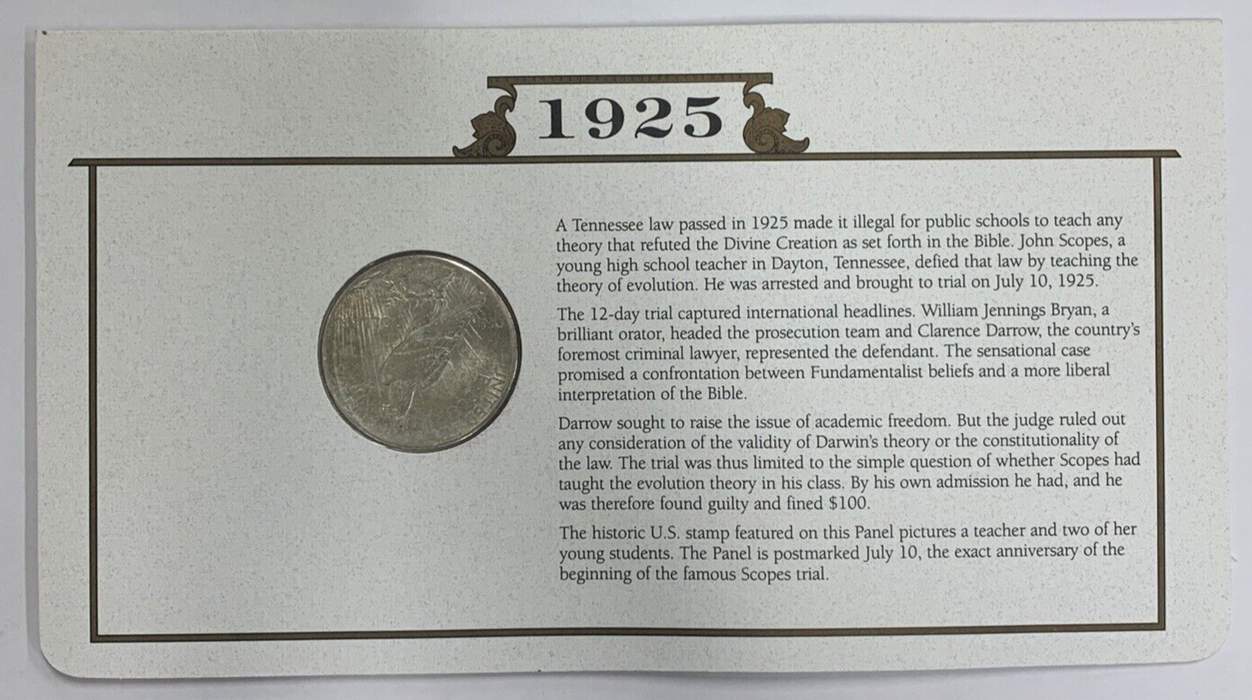 1925
A Tennessee law passed in 1925 made it illegal for public schools to teach any
theory that refuted the Divine Creation as set forth in the Bible. John Scopes, a
young high school teacher in Dayton, Tennessee, defied that law by teaching the
theory of evolution. He was arrested and brought to trial on July 10, 1925.
The 12-day trial captured international headlines. William Jennings Bryan, a
brilliant orator, headed the prosecution team and Clarence Darrow, the country's
foremost criminal lawyer, represented the defendant. The sensational case
promised a confrontation between Fundamentalist beliefs and a more liberal
interpretation of the Bible.
Darrow sought to raise the issue of academic freedom. But the judge ruled out
any consideration of the validity of Darwin's theory or the constitutionality of
the law. The trial was thus limited to the simple question of whether Scopes had
taught the evolution theory in his class. By his own admission he had, and he
was therefore found guilty and fined $100.
The historic U.S. stamp featured on this Panel pictures a teacher and two of her
young students. The Panel is postmarked July 10, the exact anniversary of the
beginning of the famous Scopes trial.